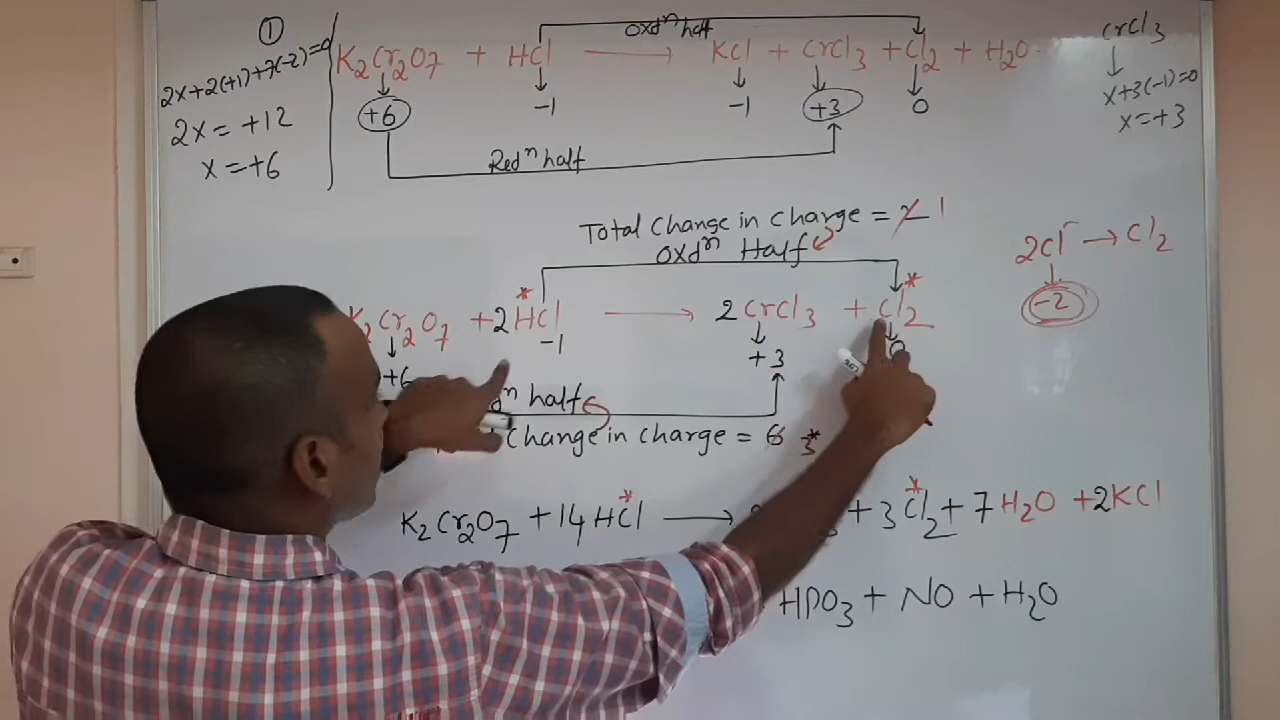 ①
2x+2(+1)+7(-2)=0
2x = +12
x = +6
Oxdⁿ half
K₂Cr₂O₇ + HCl → KCl + CrCl₃ + Cl₂ + H₂O
+6 -1 -1 +3 0
Redⁿ half
CrCl₃
x+3(-1)=0
x=+3
Total Change in Charge = 2 1
Oxdⁿ Half
K₂Cr₂O₇ + 2HCl → 2CrCl₃ + Cl₂
+6 -1 +3 0
half
Change in Charge = 6 3*
2Cl⁻ → Cl₂
-2
K₂Cr₂O₇ + 14HCl → + 3Cl₂ + 7H₂O + 2KCl
HPO₃ + NO + H₂O